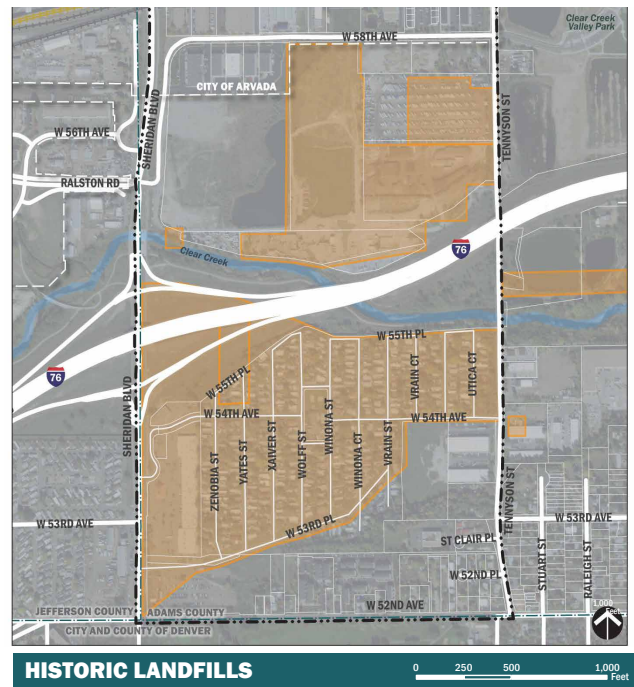 Clear Creek
Valley Park
W 58TH AVE
CITY OF ARVADA
SHERIDAN BLVD
TENNYSON ST
W 56TH AVE
RALSTON RD
Clear Creek
76
76
W 55TH PL
W 55TH PL
VRAIN CT
UTICA CT
SHERIDAN BLVD
W 54TH AVE
W 54TH AVE
ZENOBIA ST
YATES ST
XAIVER ST
WOLFF ST
WINONA ST
WINONA CT
VRAIN ST
TENNYSON ST
W 53RD AVE
W 53RD PL
W 53RD AVE
ST CLAIR PL
STUART ST
RALEIGH ST
W 52ND PL
JEFFERSON COUNTY
ADAMS COUNTY
W 52ND AVE
1,000
Feet
CITY AND COUNTY OF DENVER
HISTORIC LANDFILLS
0 250 500 1,000
Feet